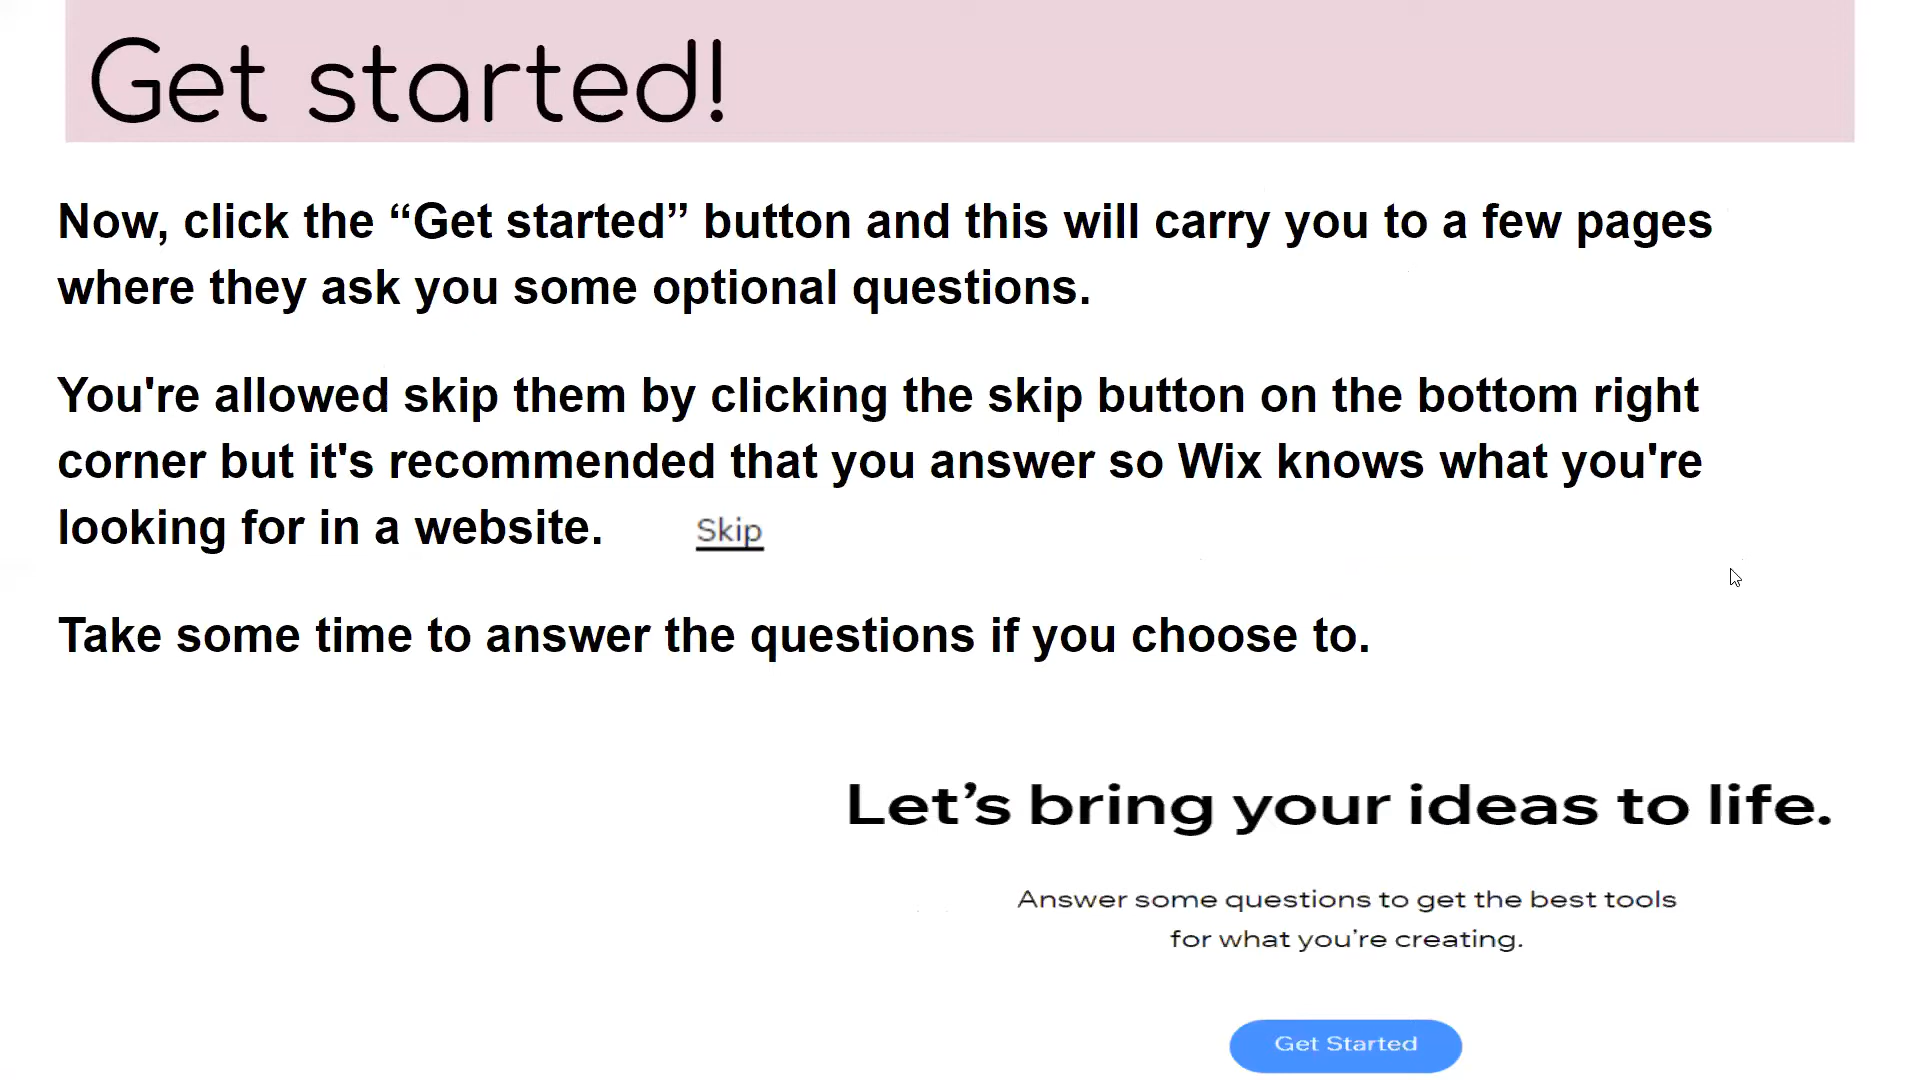 Get started!
Now, click the “Get started” button and this will carry you to a few pages
where they ask you some optional questions.
You're allowed skip them by clicking the skip button on the bottom right
corner but it's recommended that you answer so Wix knows what you're
looking for in a website.
Skip
Take some time to answer the questions if you choose to.
Let’s bring your ideas to life.
Answer some questions to get the best tools
for what you’re creating.
Get Started